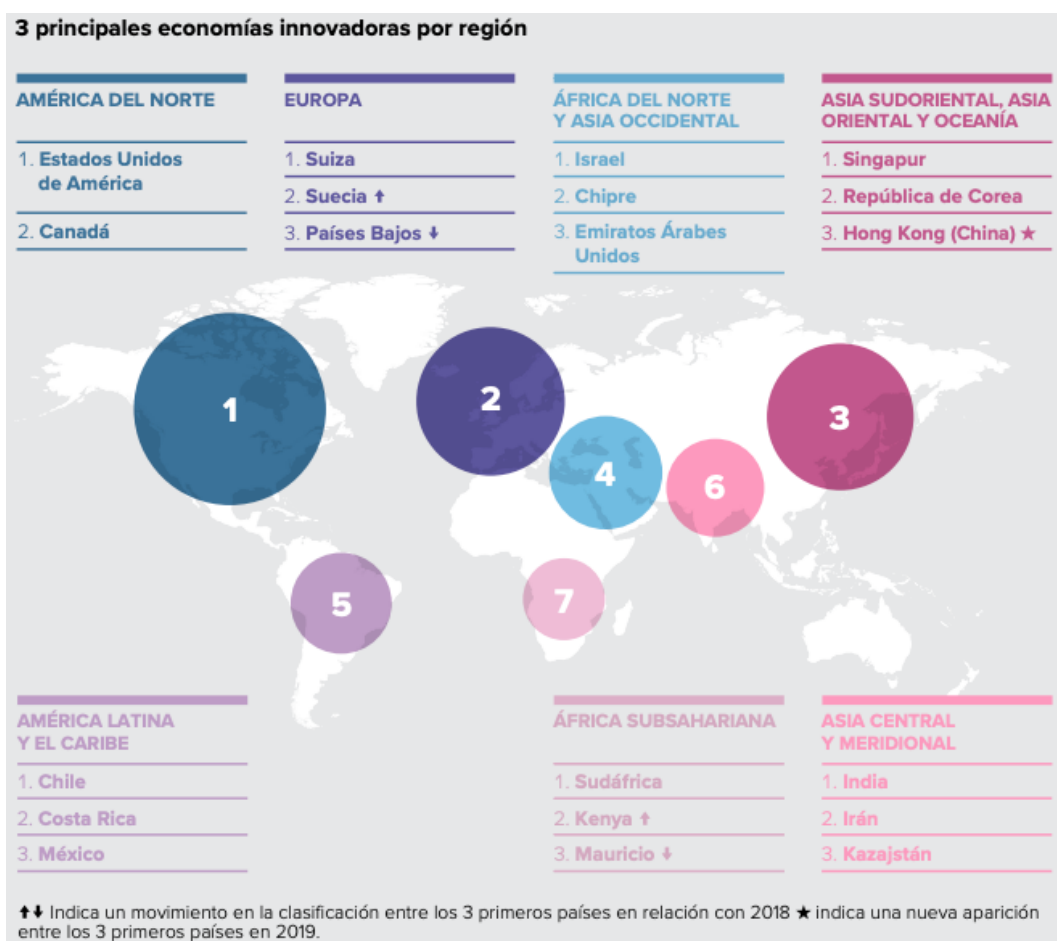 3 principales economías innovadoras por región
AMÉRICA DEL NORTE
1. Estados Unidos
de América
2. Canadá
EUROPA
1. Suiza
2. Suecia ⬆
3. Países Bajos ⬇
ÁFRICA DEL NORTE
Y ASIA OCCIDENTAL
1. Israel
2. Chipre
3. Emiratos Árabes
Unidos
ASIA SUDORIENTAL, ASIA
ORIENTAL Y OCEANÍA
1. Singapur
2. República de Corea
3. Hong Kong (China) ★
1
2
3
4
6
5
7
AMÉRICA LATINA
Y EL CARIBE
1. Chile
2. Costa Rica
3. México
ÁFRICA SUBSAHARIANA
1. Sudáfrica
2. Kenya ⬆
3. Mauricio ⬇
ASIA CENTRAL
Y MERIDIONAL
1. India
2. Irán
3. Kazajstán
⬆⬇ Indica un movimiento en la clasificación entre los 3 primeros países en relación con 2018 ★ indica una nueva aparición
entre los 3 primeros países en 2019.